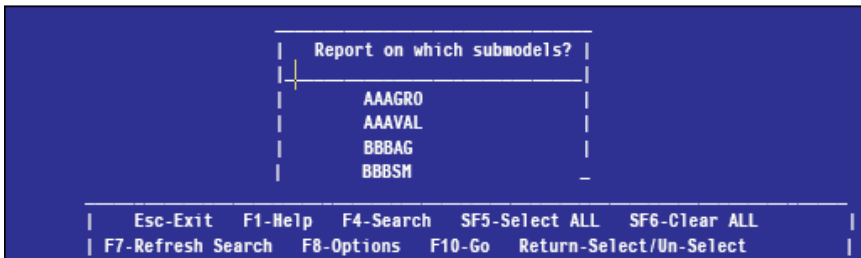 Report on which submodels?
AAAGRO
AAAVAL
BBBAG
BBBSM
Esc-Exit F1-Help F4-Search SF5-Select ALL SF6-Clear ALL
F7-Refresh Search F8-Options F10-Go Return-Select/Un-Select